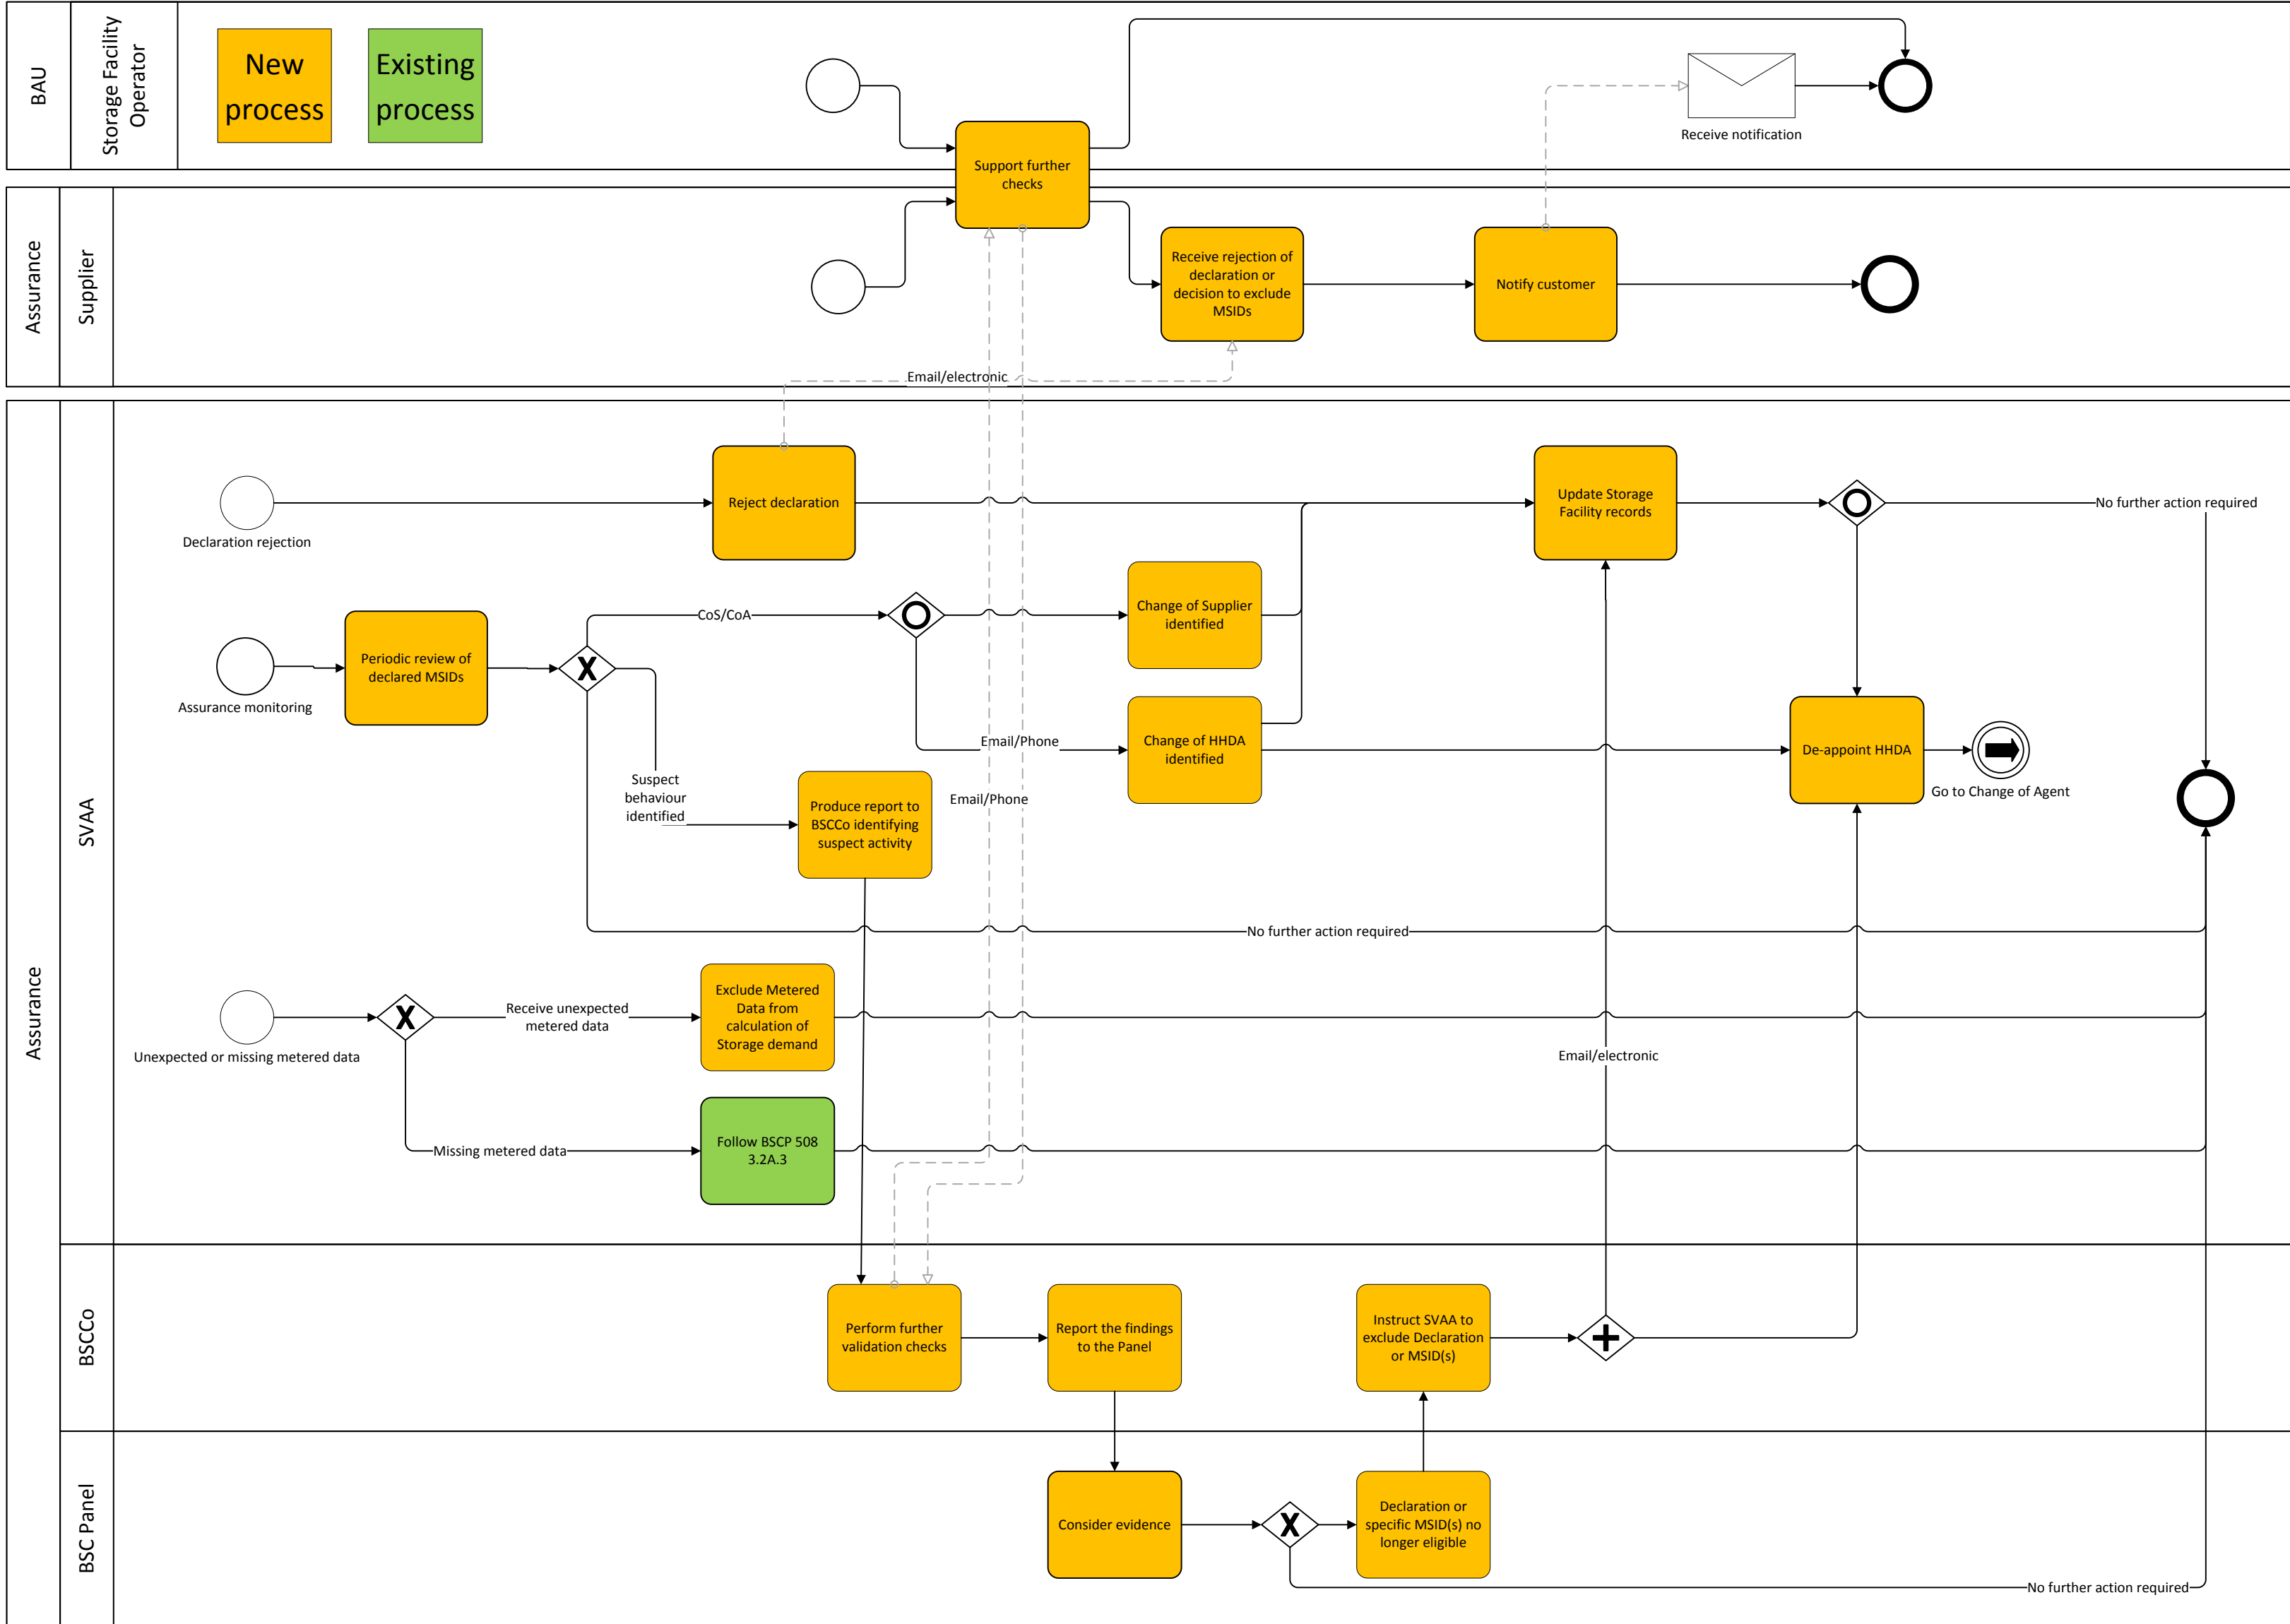 BAU
Storage Facility
Operator
New
process
Existing
process
Receive notification
Support further
checks
Assurance
Supplier
Receive rejection of
declaration or
decision to exclude
MSIDs
Notify customer
Email/electronic
Assurance
SVAA
Declaration rejection
Reject declaration
Update Storage
Facility records
No further action required
Assurance monitoring
Periodic review of
declared MSIDs
CoS/CoA
Change of Supplier
identified
Email/Phone
Change of HHDA
identified
De-appoint HHDA
Go to Change of Agent
Suspect
behaviour
identified
Produce report to
BSCCo identifying
suspect activity
Email/Phone
No further action required
Unexpected or missing metered data
Receive unexpected
metered data
Exclude Metered
Data from
calculation of
Storage demand
Email/electronic
Missing metered data
Follow BSCP 508
3.2A.3
BSCCo
Perform further
validation checks
Report the findings
to the Panel
Instruct SVAA to
exclude Declaration
or MSID(s)
BSC Panel
Consider evidence
Declaration or
specific MSID(s) no
longer eligible
No further action required